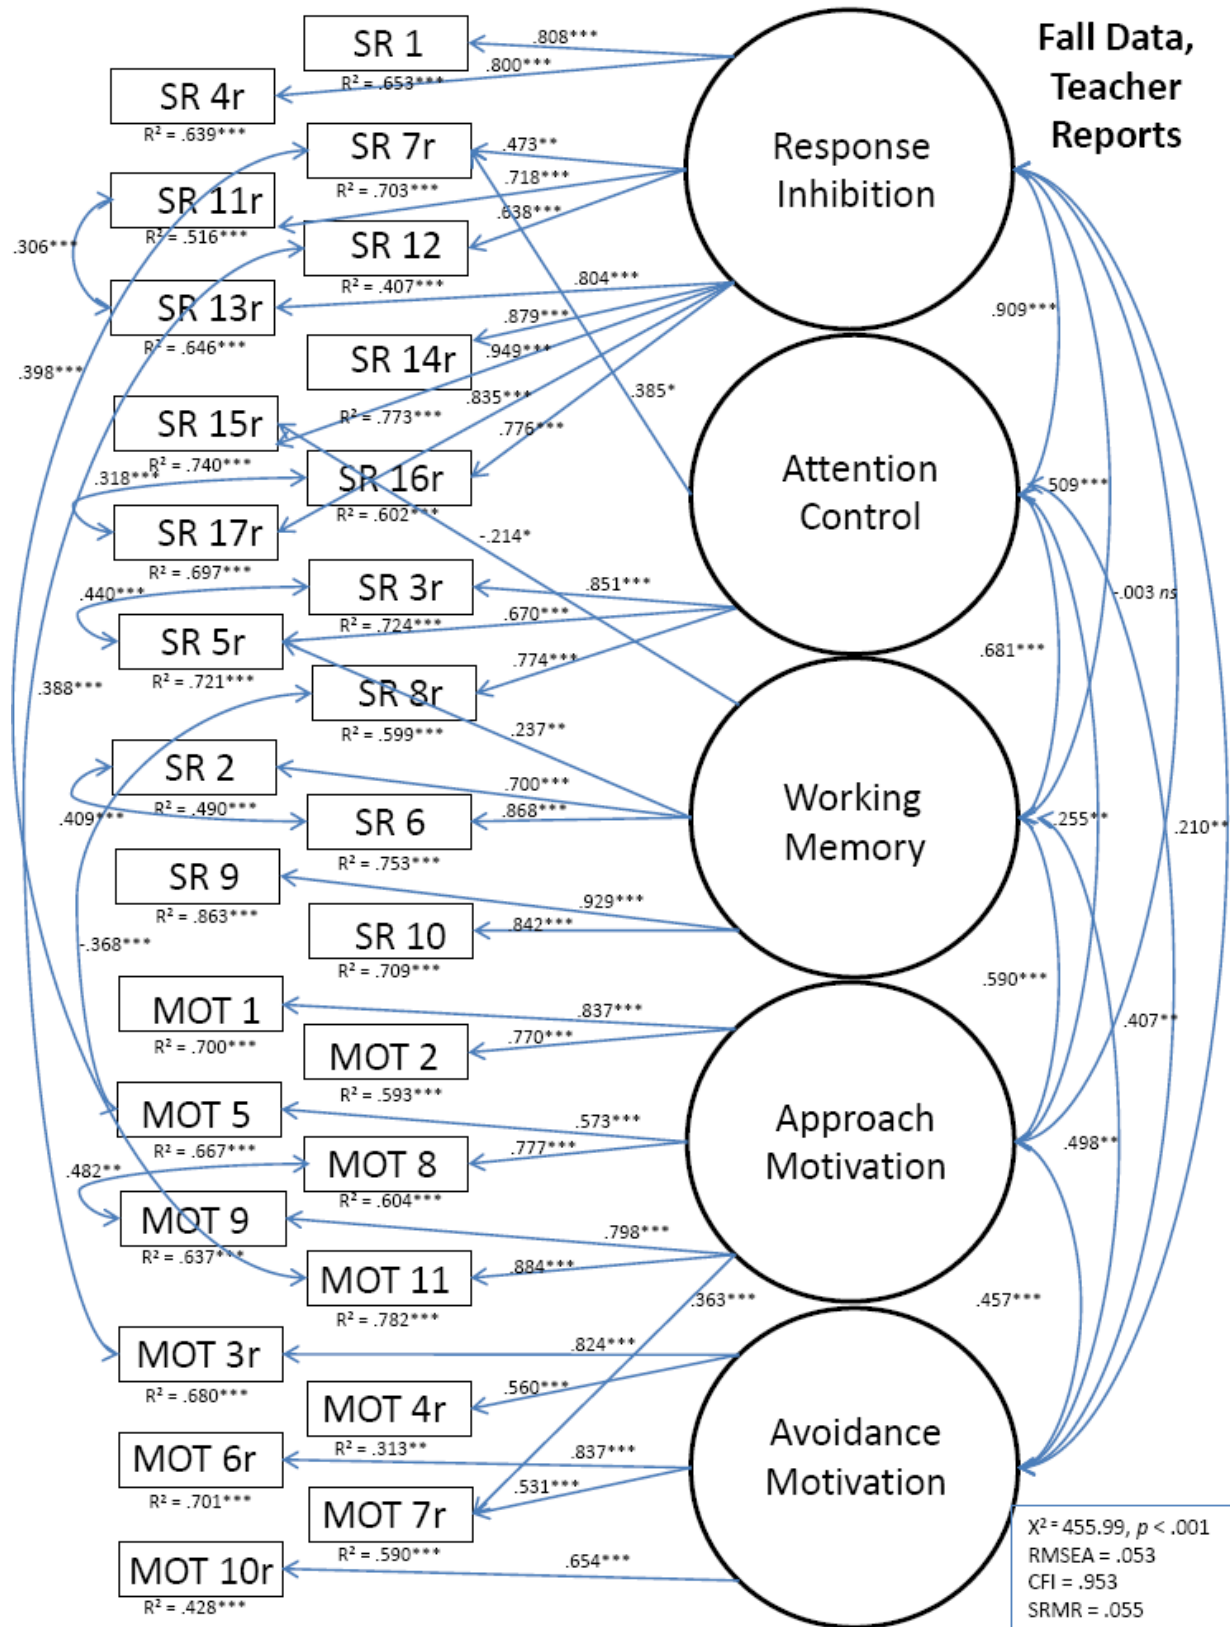 Fall Data,
Teacher
Reports
SR 1
R² = .653***
.808***
.800***
SR 4r
R² = .639***
SR 7r
R² = .703***
.473**
.718***
.638***
SR 11r
R² = .516***
.306***
SR 12
R² = .407***
SR 13r
R² = .646***
.804***
.879***
.949***
.835***
.776***
SR 14r
R² = .773***
.398***
.385*
SR 15r
R² = .740***
.318***
SR 16r
R² = .602***
SR 17r
R² = .697***
-.214*
SR 3r
R² = .724***
.440***
.851***
.670***
.774***
SR 5r
R² = .721***
SR 8r
R² = .599***
.388***
.237**
SR 2
R² = .490***
.700***
.868***
.409***
SR 6
R² = .753***
SR 9
R² = .863***
.929***
.842***
SR 10
R² = .709***
-.368***
MOT 1
R² = .700***
.837***
.770***
MOT 2
R² = .593***
MOT 5
R² = .667***
.573***
.777***
MOT 8
R² = .604***
.482**
MOT 9
R² = .637***
.798***
.884***
MOT 11
R² = .782***
.363***
MOT 3r
R² = .680***
.824***
.560***
MOT 4r
R² = .313**
MOT 6r
R² = .701***
.837***
.531***
MOT 7r
R² = .590***
MOT 10r
R² = .428***
.654***
Response
Inhibition
Attention
Control
Working
Memory
Approach
Motivation
Avoidance
Motivation
.909***
.509***
-.003 ns
.681***
.255**
.210**
.590***
.407**
.498**
.457***
X² = 455.99, p < .001
RMSEA = .053
CFI = .953
SRMR = .055